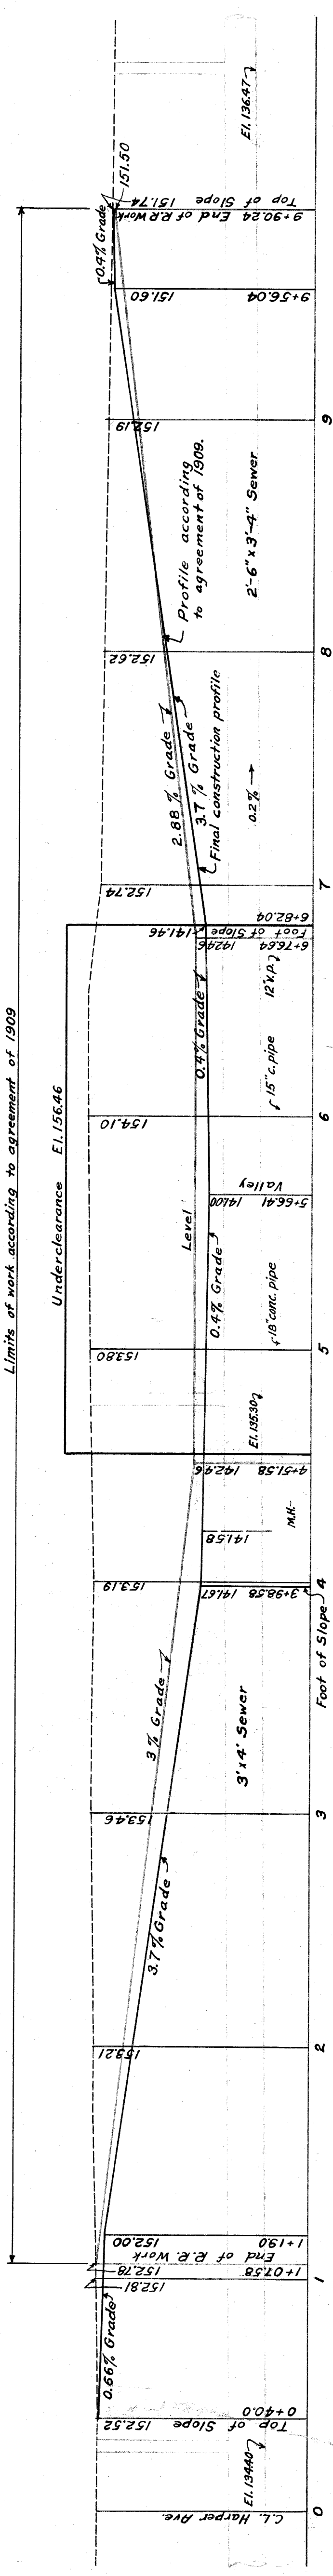 Limits of work according to agreement of 1909
Underclearance El. 156.46
C.L. Harper Ave.
El. 134.40
Top of Slope 152.52
0+40.0
0.66% Grade
152.81
152.78
End of R.R. Work
1+07.58
152.00
1+19.0
153.21
3.7% Grade
153.46
3% Grade
3'x4' Sewer
153.19
141.67
3+98.58
Foot of Slope
141.58
M.H.
142.46
4+51.58
El. 135.30
153.80
18" conc. pipe
0.4% Grade
Level
141.00
5+66.41
Valley
154.10
15" c. pipe
12" v.p.
0.4% Grade
142.46
6+76.64
Foot of Slope
141.46
6+82.04
152.74
Final construction profile
3.7% Grade
2.88% Grade
0.2%
152.62
Profile according
to agreement of 1909.
2'-6" x 3'-4" Sewer
152.19
151.60
9+56.04
0.4% Grade
151.74
151.50
End of R.R. Work
9+90.24
Top of Slope
El. 136.47
0 1 2 3 4 5 6 7 8 9